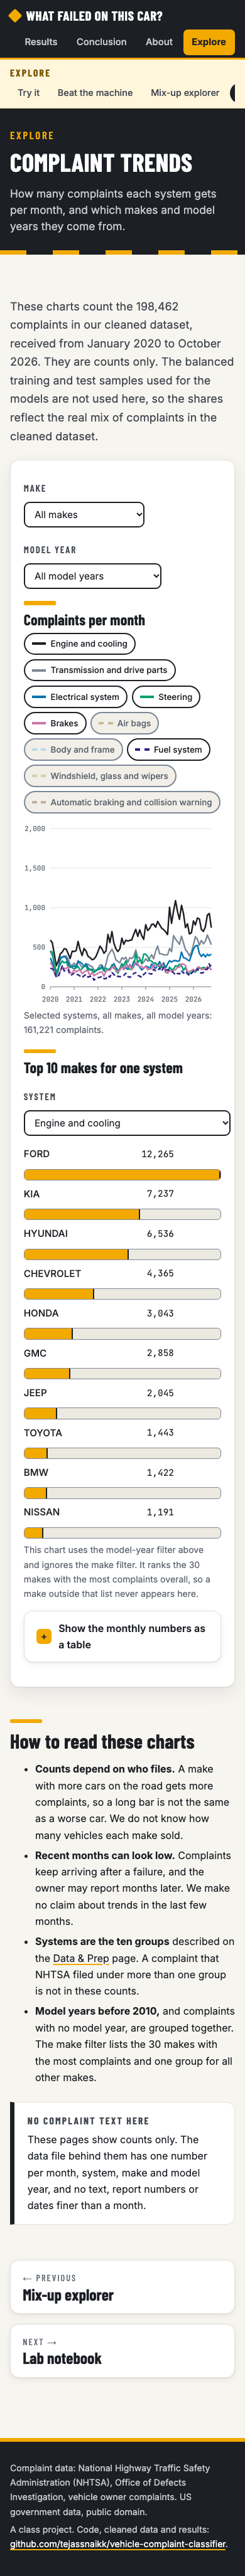 WHAT FAILED ON THIS CAR?
Results Conclusion About Explore
EXPLORE
Try it Beat the machine Mix-up explorer
EXPLORE
COMPLAINT TRENDS
How many complaints each system gets
per month, and which makes and model
years they come from.
These charts count the 198,462
complaints in our cleaned dataset,
received from January 2020 to October
2026. They are counts only. The balanced
training and test samples used for the
models are not used here, so the shares
reflect the real mix of complaints in the
cleaned dataset.
MAKE
All makes
MODEL YEAR
All model years
Complaints per month
Engine and cooling
Transmission and drive parts
Electrical system Steering
Brakes Air bags
Body and frame Fuel system
Windshield, glass and wipers
Automatic braking and collision warning
2,000
1,500
1,000
500
0
2020 2021 2022 2023 2024 2025 2026
Selected systems, all makes, all model years:
161,221 complaints.
Top 10 makes for one system
SYSTEM
Engine and cooling
FORD 12,265
KIA 7,237
HYUNDAI 6,536
CHEVROLET 4,365
HONDA 3,043
GMC 2,858
JEEP 2,045
TOYOTA 1,443
BMW 1,422
NISSAN 1,191
This chart uses the model-year filter above
and ignores the make filter. It ranks the 30
makes with the most complaints overall, so a
make outside that list never appears here.
+ Show the monthly numbers as
a table
How to read these charts
• Counts depend on who files. A make
with more cars on the road gets more
complaints, so a long bar is not the same
as a worse car. We do not know how
many vehicles each make sold.
• Recent months can look low. Complaints
keep arriving after a failure, and the
owner may report months later. We make
no claim about trends in the last few
months.
• Systems are the ten groups described on
the Data & Prep page. A complaint that
NHTSA filed under more than one group
is not in these counts.
• Model years before 2010, and complaints
with no model year, are grouped together.
The make filter lists the 30 makes with
the most complaints and one group for all
other makes.
NO COMPLAINT TEXT HERE
These pages show counts only. The
data file behind them has one number
per month, system, make and model
year, and no text, report numbers or
dates finer than a month.
← PREVIOUS
Mix-up explorer
NEXT →
Lab notebook
Complaint data: National Highway Traffic Safety
Administration (NHTSA), Office of Defects
Investigation, vehicle owner complaints. US
government data, public domain.
A class project. Code, cleaned data and results:
github.com/tejassnaikk/vehicle-complaint-classifier.